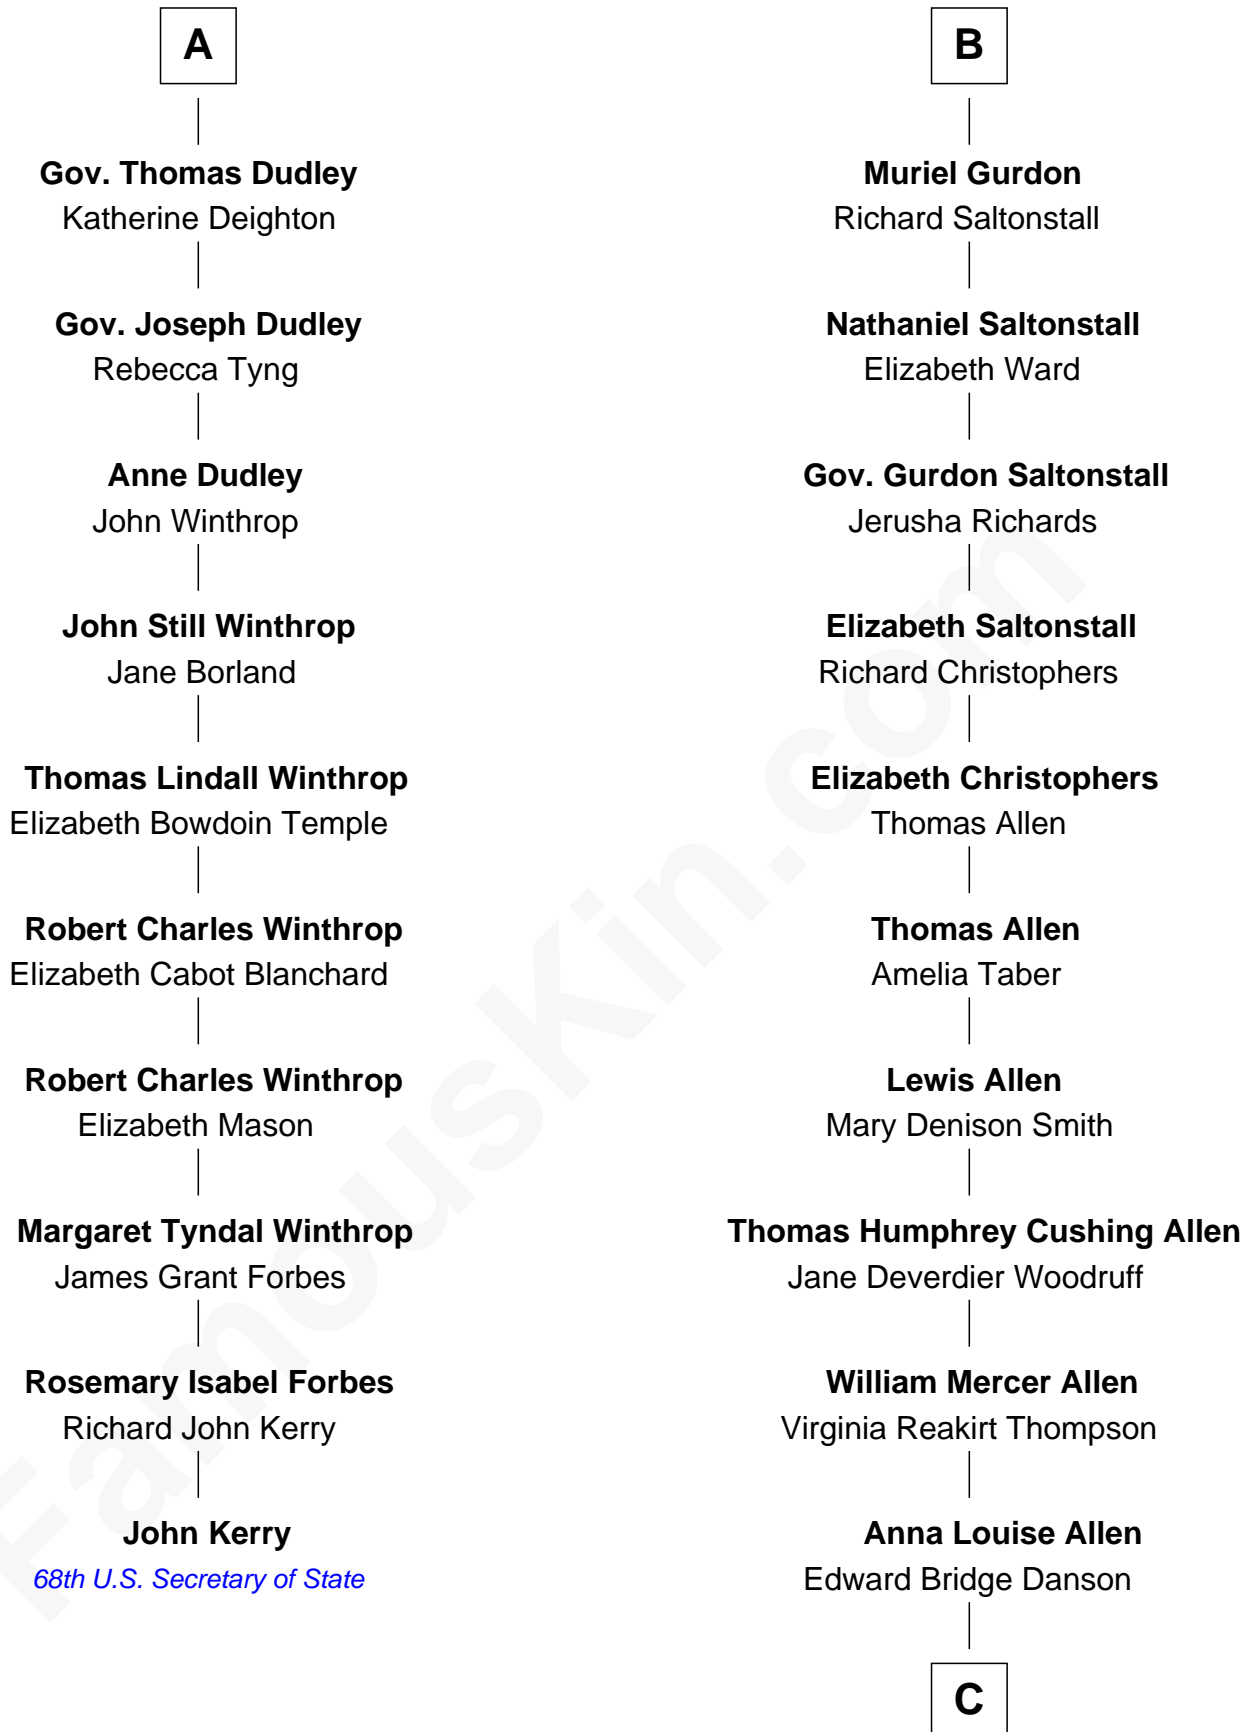 A
Gov. Thomas Dudley
Katherine Deighton
Gov. Joseph Dudley
Rebecca Tyng
Anne Dudley
John Winthrop
John Still Winthrop
Jane Borland
Thomas Lindall Winthrop
Elizabeth Bowdoin Temple
Robert Charles Winthrop
Elizabeth Cabot Blanchard
Robert Charles Winthrop
Elizabeth Mason
Margaret Tyndal Winthrop
James Grant Forbes
Rosemary Isabel Forbes
Richard John Kerry
John Kerry
68th U.S. Secretary of State
B
Muriel Gurdon
Richard Saltonstall
Nathaniel Saltonstall
Elizabeth Ward
Gov. Gurdon Saltonstall
Jerusha Richards
Elizabeth Saltonstall
Richard Christophers
Elizabeth Christophers
Thomas Allen
Thomas Allen
Amelia Taber
Lewis Allen
Mary Denison Smith
Thomas Humphrey Cushing Allen
Jane Deverdier Woodruff
William Mercer Allen
Virginia Reakirt Thompson
Anna Louise Allen
Edward Bridge Danson
C
FamousKin.com